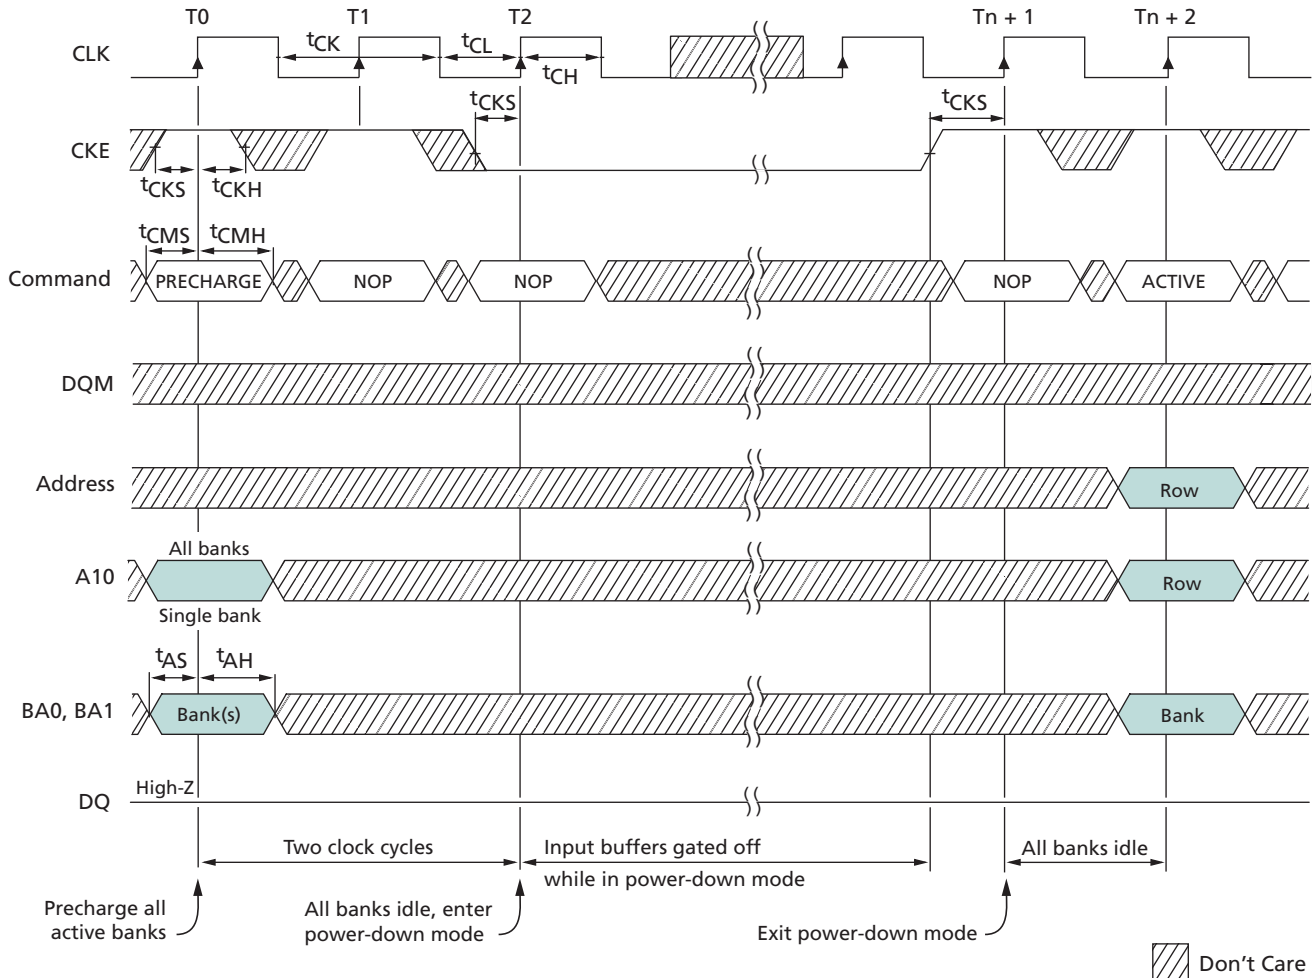 T0 T1 T2 Tn + 1 Tn + 2
CLK tCK tCL tCH
CKE tCKS tCKS
tCKS tCKH
tCMS tCMH
Command PRECHARGE NOP NOP NOP ACTIVE
DQM
Address Row
All banks
A10 Row
Single bank
tAS tAH
BA0, BA1 Bank(s) Bank
High-Z
DQ
Two clock cycles
Input buffers gated off
while in power-down mode
All banks idle
Precharge all
active banks
All banks idle, enter
power-down mode
Exit power-down mode
Don't Care